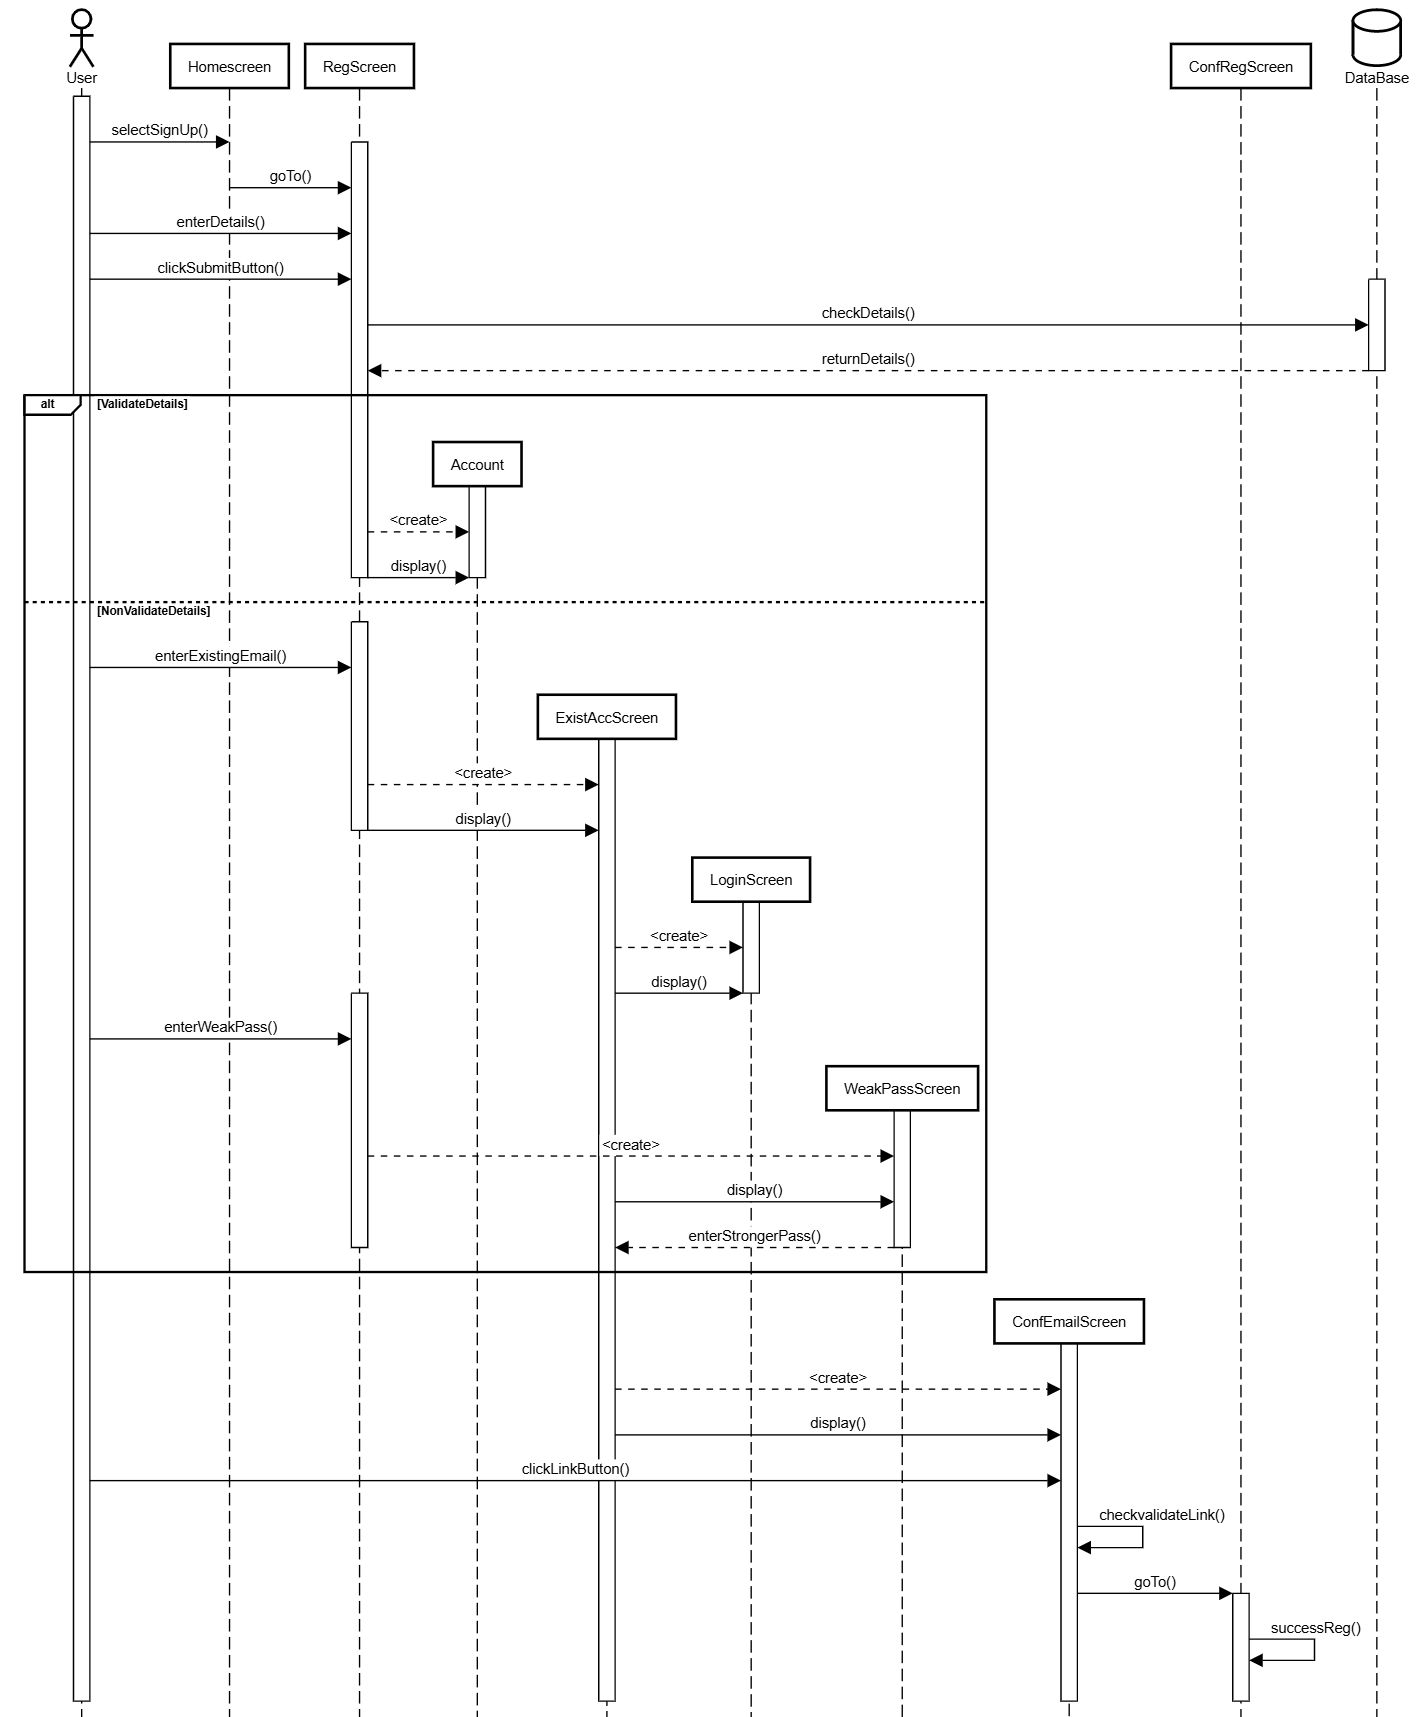 User
Homescreen
RegScreen
ConfRegScreen
DataBase
selectSignUp()
goTo()
enterDetails()
clickSubmitButton()
checkDetails()
returnDetails()
alt
[ValidateDetails]
Account
<create>
display()
[NonValidateDetails]
enterExistingEmail()
ExistAccScreen
<create>
display()
LoginScreen
<create>
display()
enterWeakPass()
WeakPassScreen
<create>
display()
enterStrongerPass()
ConfEmailScreen
<create>
display()
clickLinkButton()
checkvalidateLink()
goTo()
successReg()